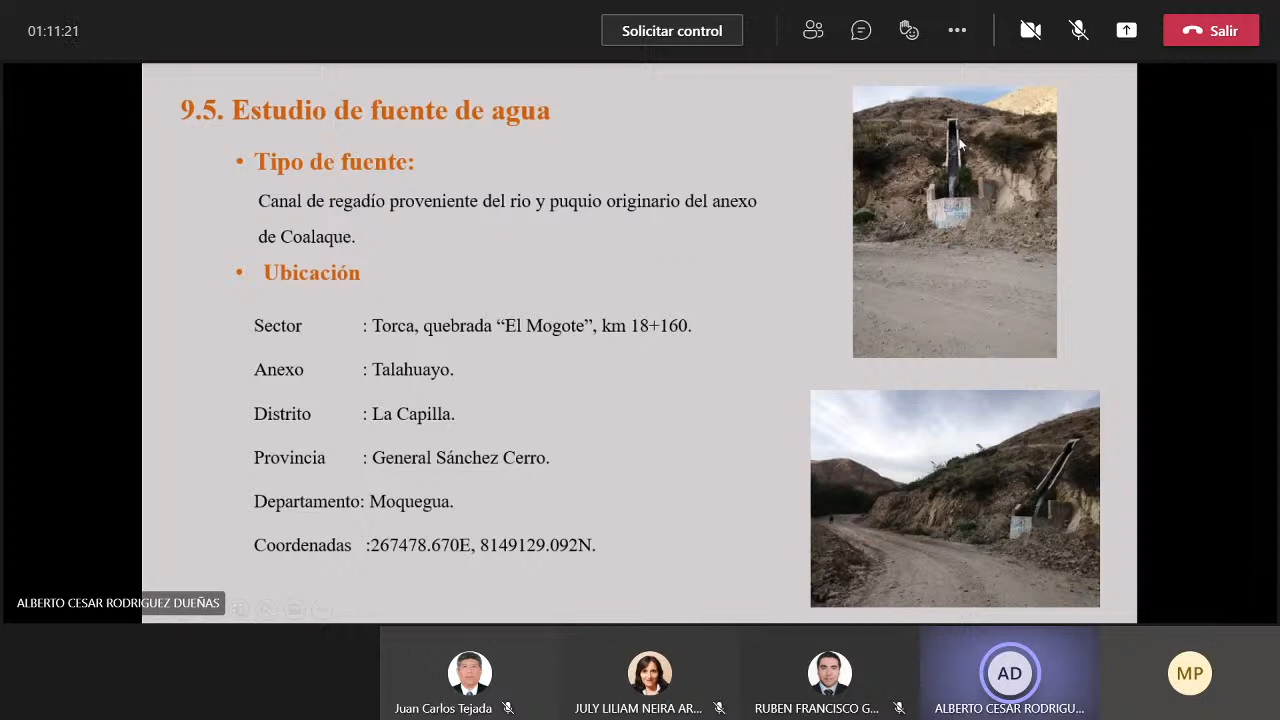 01:11:21
Solicitar control
Salir
9.5. Estudio de fuente de agua
• Tipo de fuente:
Canal de regadío proveniente del rio y puquio originario del anexo
de Coalaque.
• Ubicación
Sector : Torca, quebrada “El Mogote”, km 18+160.
Anexo : Talahuayo.
Distrito : La Capilla.
Provincia : General Sánchez Cerro.
Departamento: Moquegua.
Coordenadas :267478.670E, 8149129.092N.
ALBERTO CESAR RODRIGUEZ DUEÑAS
AD
MP
Juan Carlos Tejada
JULY LILIAM NEIRA AR...
RUBEN FRANCISCO G...
ALBERTO CESAR RODRIGU...